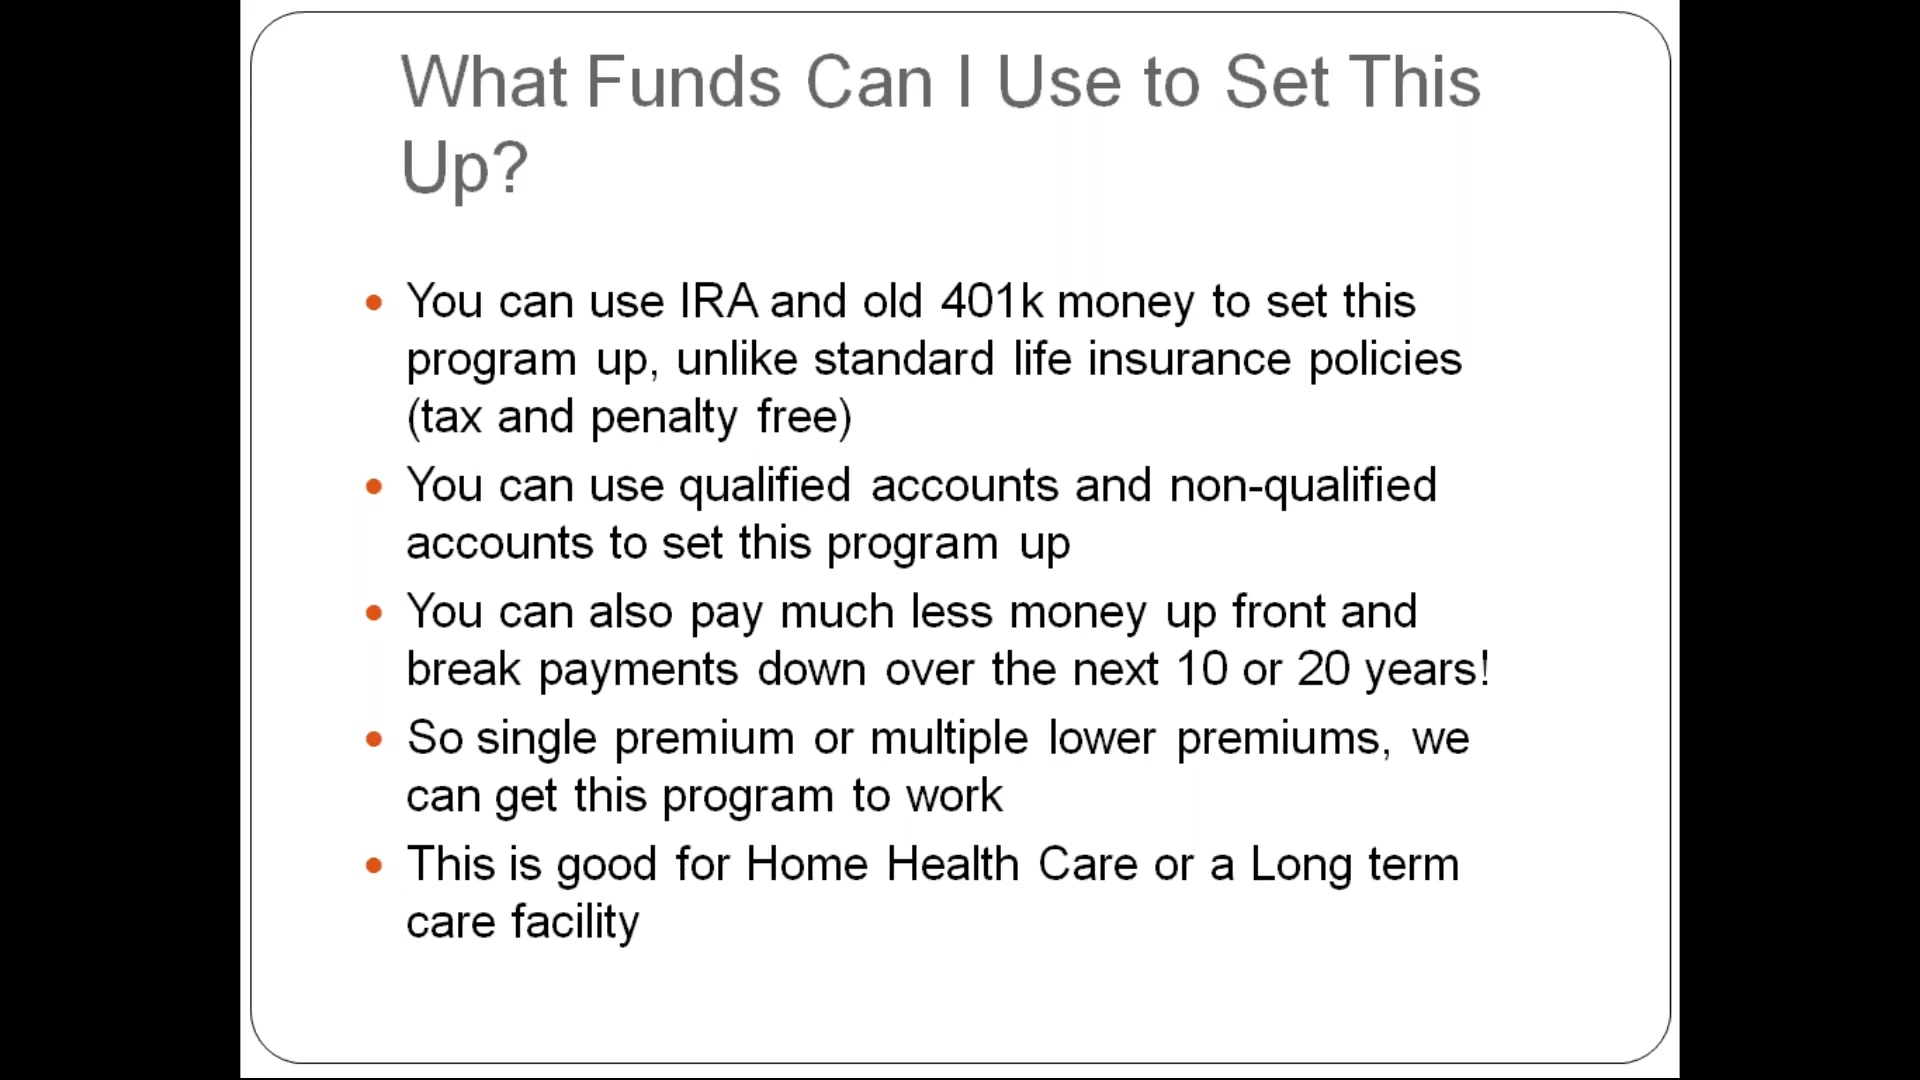 What Funds Can I Use to Set This
Up?
• You can use IRA and old 401k money to set this
program up, unlike standard life insurance policies
(tax and penalty free)
• You can use qualified accounts and non-qualified
accounts to set this program up
• You can also pay much less money up front and
break payments down over the next 10 or 20 years!
• So single premium or multiple lower premiums, we
can get this program to work
• This is good for Home Health Care or a Long term
care facility